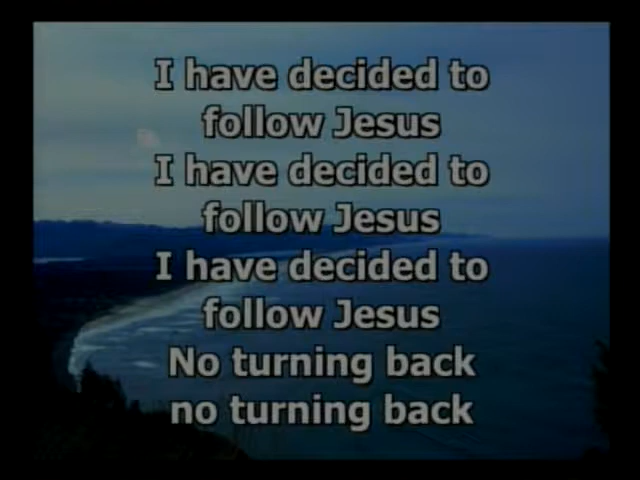 I have decided to
follow Jesus
I have decided to
follow Jesus
I have decided to
follow Jesus
No turning back
no turning back